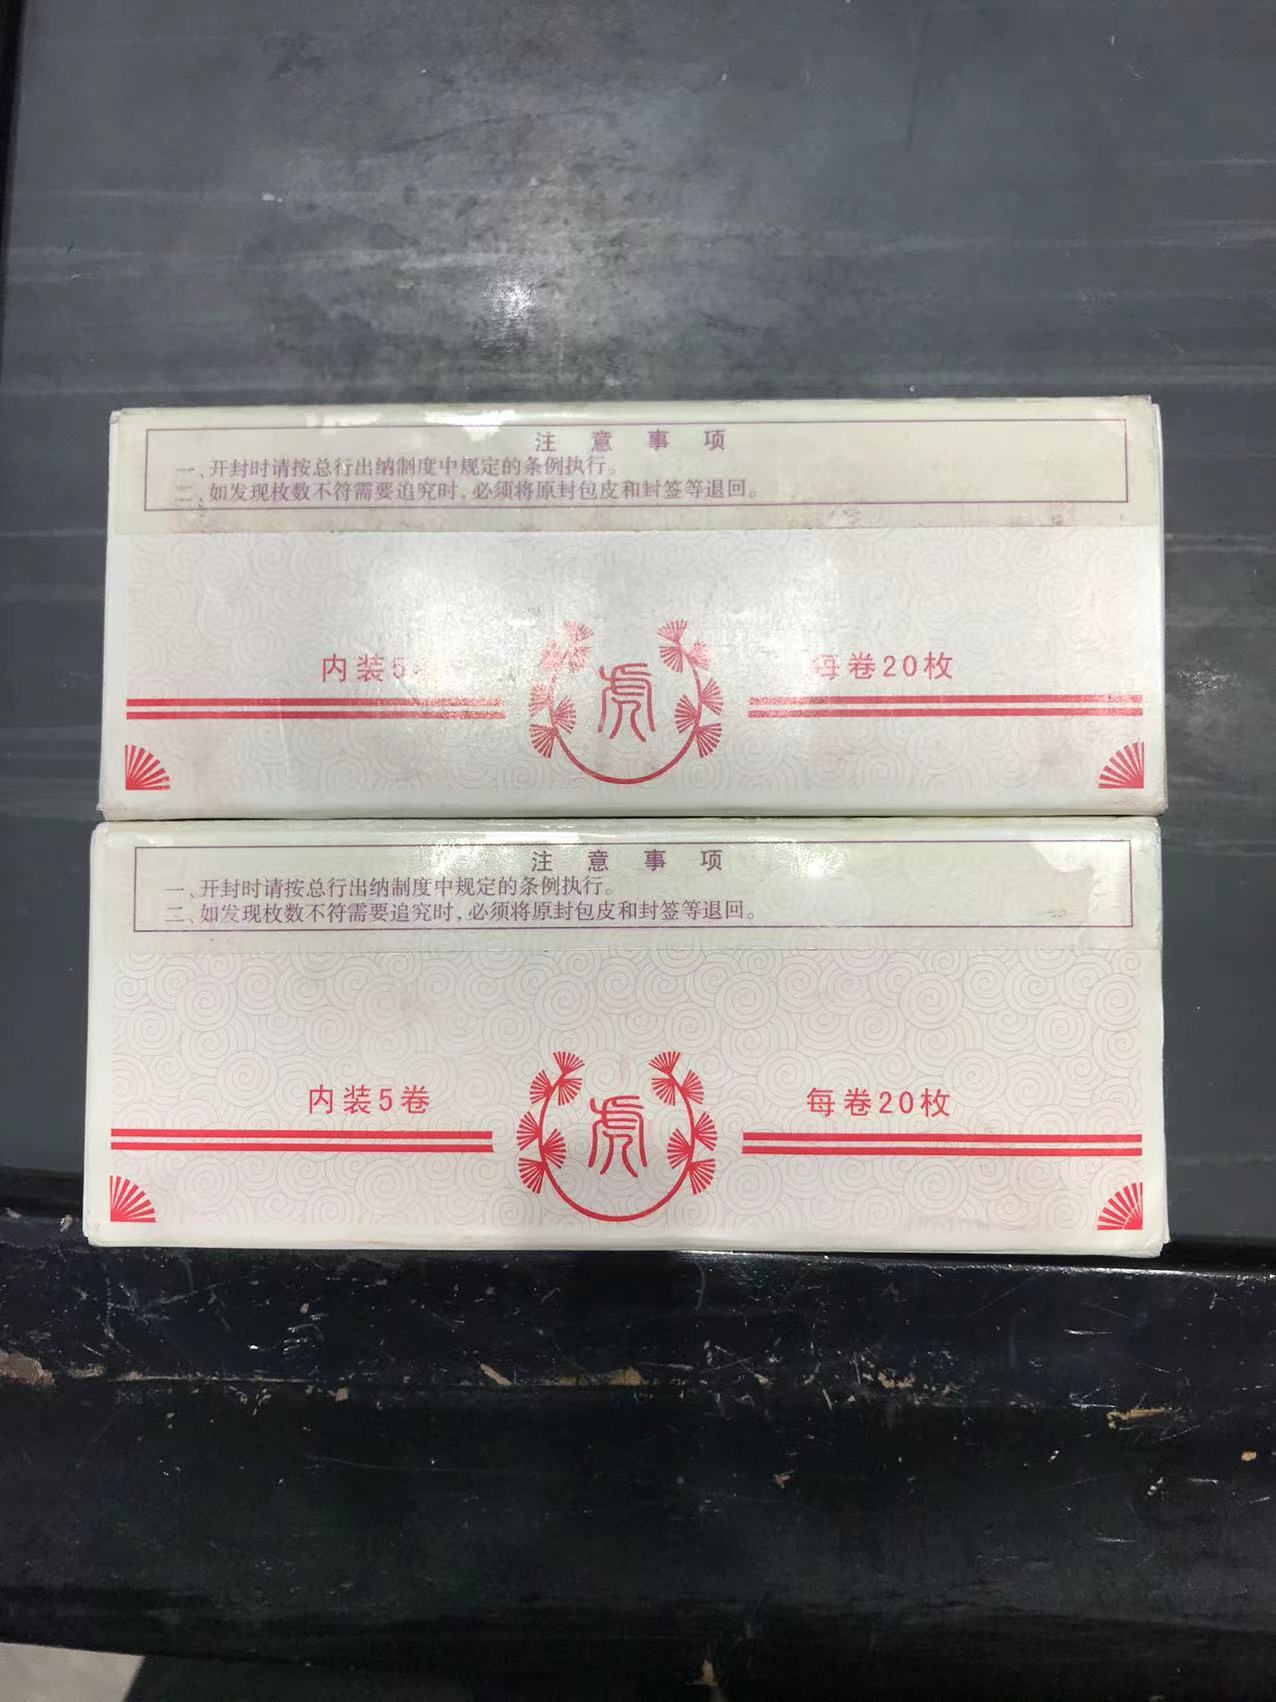 注意事项
一、开封时请按总行出纳制度中规定的条例执行。
二、如发现枚数不符需要追究时,必须将原封包皮和封签等退回。
内装5 每卷20枚
虎
注意事项
一、开封时请按总行出纳制度中规定的条例执行。
二、如发现枚数不符需要追究时,必须将原封包皮和封签等退回。
内装5卷 每卷20枚
虎